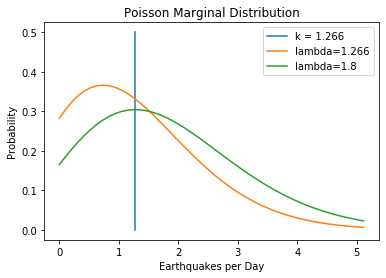 Poisson Marginal Distribution
k = 1.266
lambda=1.266
lambda=1.8
Probability
0.5
0.4
0.3
0.2
0.1
0.0
0 1 2 3 4 5
Earthquakes per Day